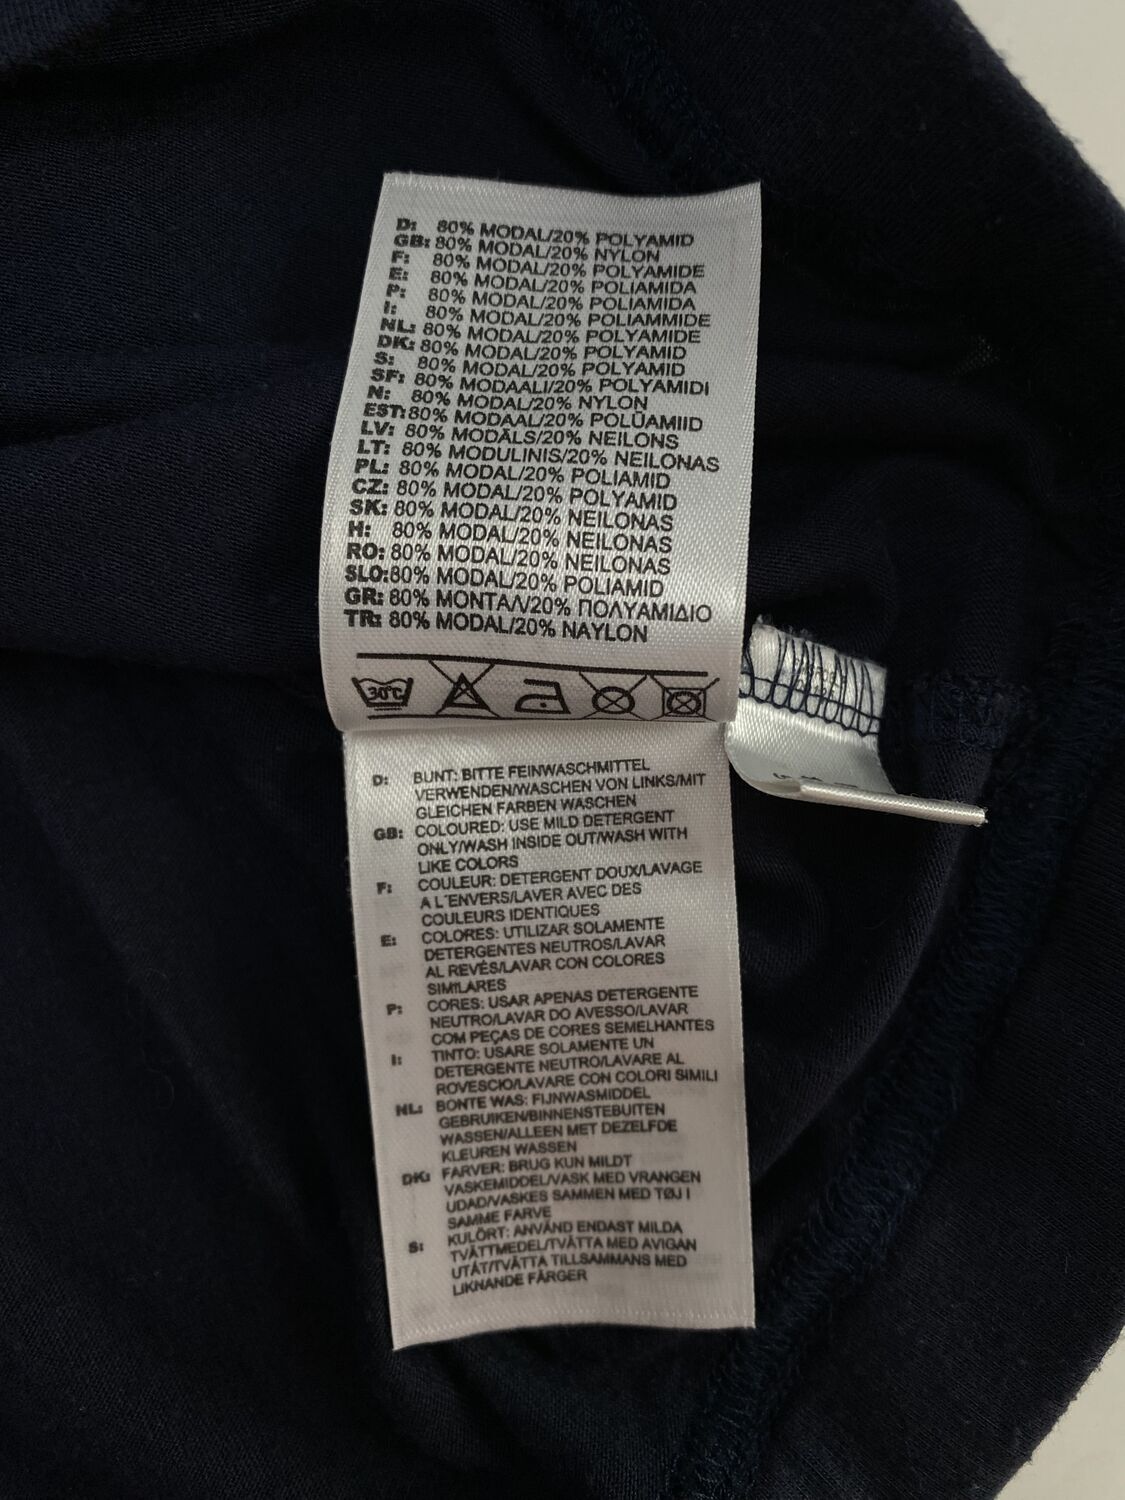 D: 80% MODAL/20% POLYAMID
GB: 80% MODAL/20% NYLON
F: 80% MODAL/20% POLYAMIDE
E: 80% MODAL/20% POLIAMIDA
P: 80% MODAL/20% POLIAMIDA
I: 80% MODAL/20% POLIAMMIDE
NL: 80% MODAL/20% POLYAMIDE
DK: 80% MODAL/20% POLYAMID
S: 80% MODAL/20% POLYAMID
SF: 80% MODAALI/20% POLYAMIDI
N: 80% MODAL/20% NYLON
EST: 80% MODAAL/20% POLÜAMIID
LV: 80% MODĀLS/20% NEILONS
LT: 80% MODULINIS/20% NEILONAS
PL: 80% MODAL/20% POLIAMID
CZ: 80% MODAL/20% POLYAMID
SK: 80% MODAL/20% NEILONAS
H: 80% MODAL/20% NEILONAS
RO: 80% MODAL/20% NEILONAS
SLO: 80% MODAL/20% POLIAMID
GR: 80% ΜΟΝΤΑΛ/20% ΠΟΛΥΑΜΙΔΙΟ
TR: 80% MODAL/20% NAYLON
30°C
D: BUNT: BITTE FEINWASCHMITTEL
VERWENDEN/WASCHEN VON LINKS/MIT
GLEICHEN FARBEN WASCHEN
GB: COLOURED: USE MILD DETERGENT
ONLY/WASH INSIDE OUT/WASH WITH
LIKE COLORS
F: COULEUR: DETERGENT DOUX/LAVAGE
A L´ENVERS/LAVER AVEC DES
COULEURS IDENTIQUES
E: COLORES: UTILIZAR SOLAMENTE
DETERGENTES NEUTROS/LAVAR
AL REVÉS/LAVAR CON COLORES
SIMILARES
P: CORES: USAR APENAS DETERGENTE
NEUTRO/LAVAR DO AVESSO/LAVAR
COM PEÇAS DE CORES SEMELHANTES
I: TINTO: USARE SOLAMENTE UN
DETERGENTE NEUTRO/LAVARE AL
ROVESCIO/LAVARE CON COLORI SIMILI
NL: BONTE WAS: FIJNWASMIDDEL
GEBRUIKEN/BINNENSTEBUITEN
WASSEN/ALLEEN MET DEZELFDE
KLEUREN WASSEN
DK: FARVER: BRUG KUN MILDT
VASKEMIDDEL/VASK MED VRANGEN
UDAD/VASKES SAMMEN MED TØJ I
SAMME FARVE
S: KULÖRT: ANVÄND ENDAST MILDA
TVÄTTMEDEL/TVÄTTA MED AVIGAN
UTÅT/TVÄTTA TILLSAMMANS MED
LIKNANDE FÄRGER